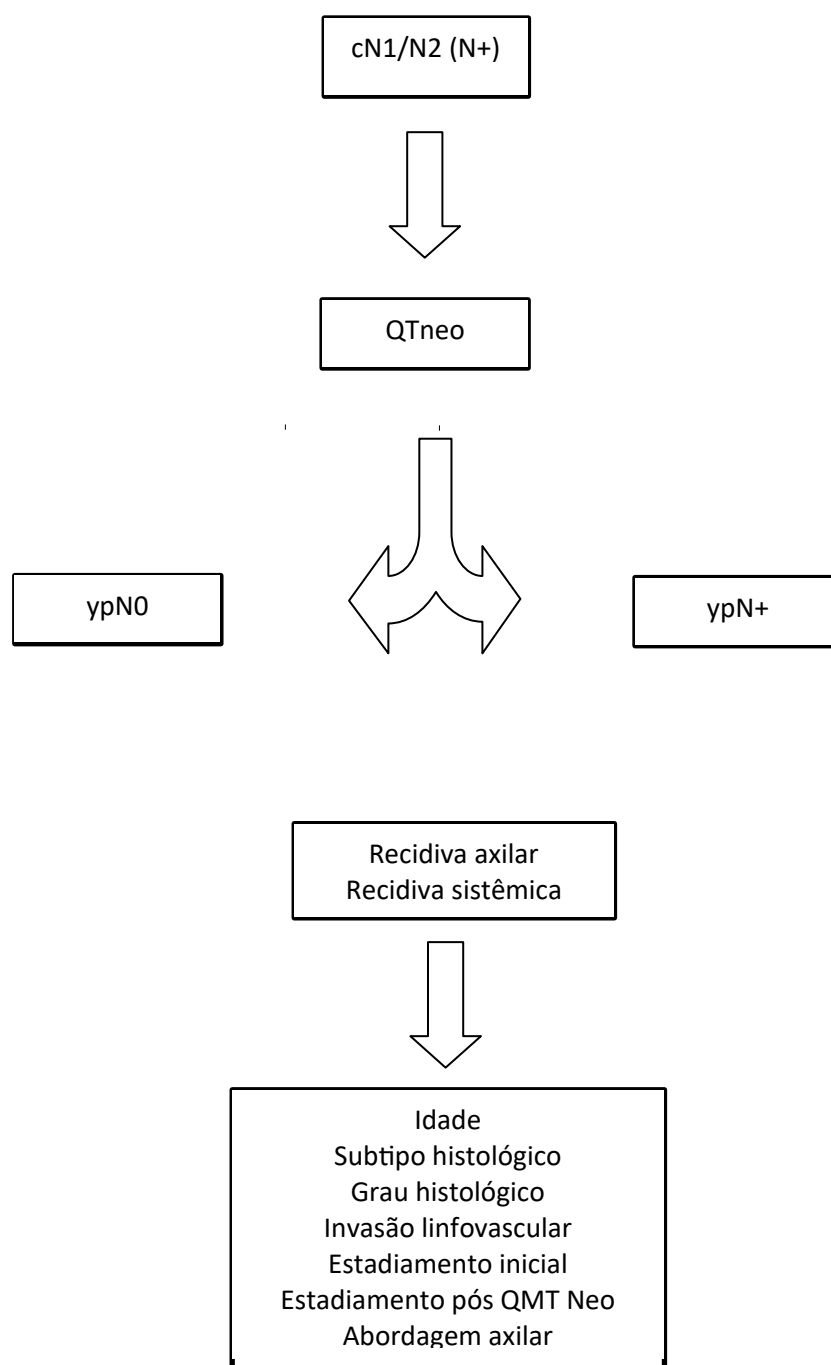 cN1/N2 (N+)
QTneo
ypN0
ypN+
Recidiva axilar
Recidiva sistêmica
Idade
Subtipo histológico
Grau histológico
Invasão linfovascular
Estadiamento inicial
Estadiamento pós QMT Neo
Abordagem axilar